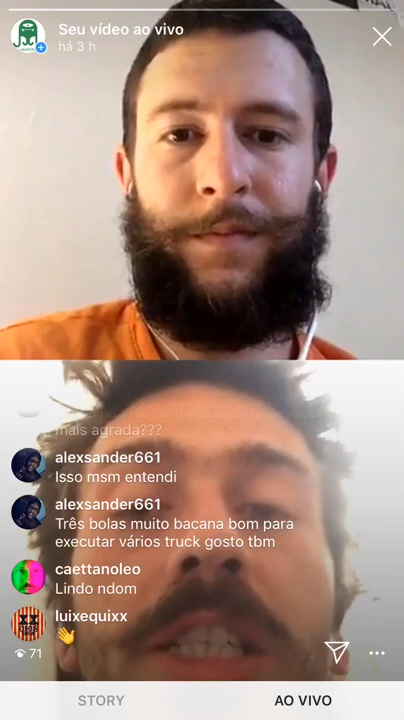 Seu vídeo ao vivo
há 3 h
mais agrada???
alexsander661
Isso msm entendi
alexsander661
Três bolas muito bacana bom para
executar vários truck gosto tbm
caettanoleo
Lindo ndom
luixequixx
71
STORY
AO VIVO